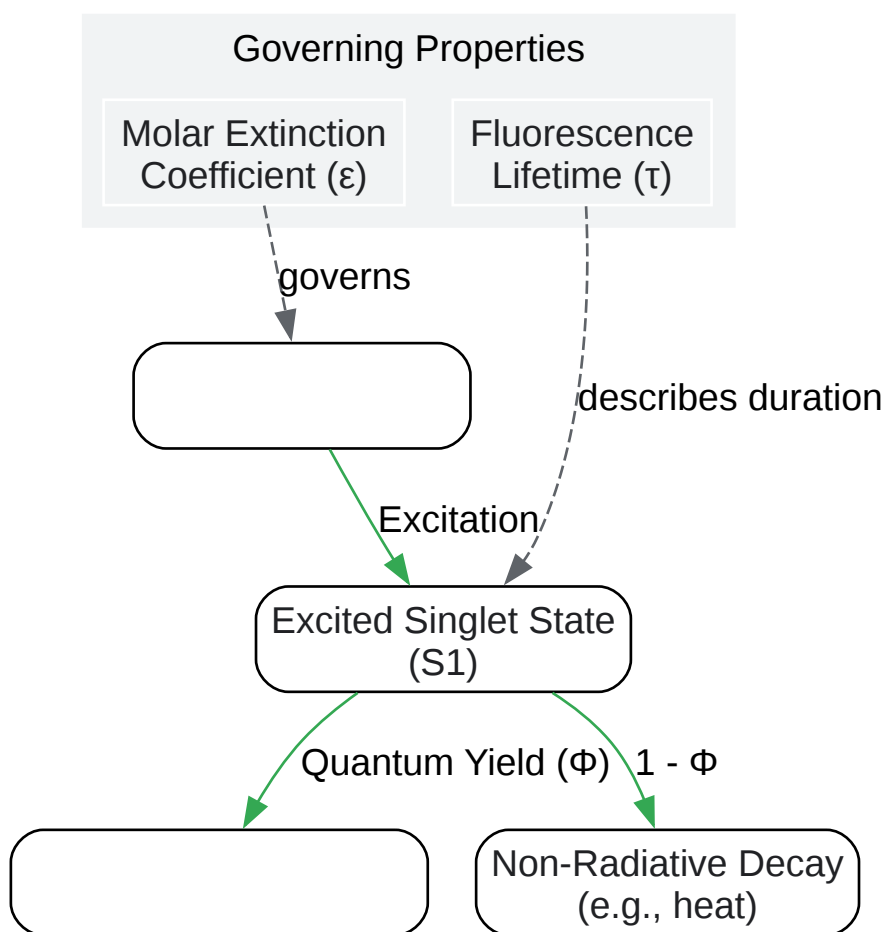 Governing Properties
Molar Extinction
Coefficient (ε)
Fluorescence
Lifetime (τ)
governs
describes duration
Excitation
Excited Singlet State
(S1)
Quantum Yield (Φ)
1 - Φ
Non-Radiative Decay
(e.g., heat)